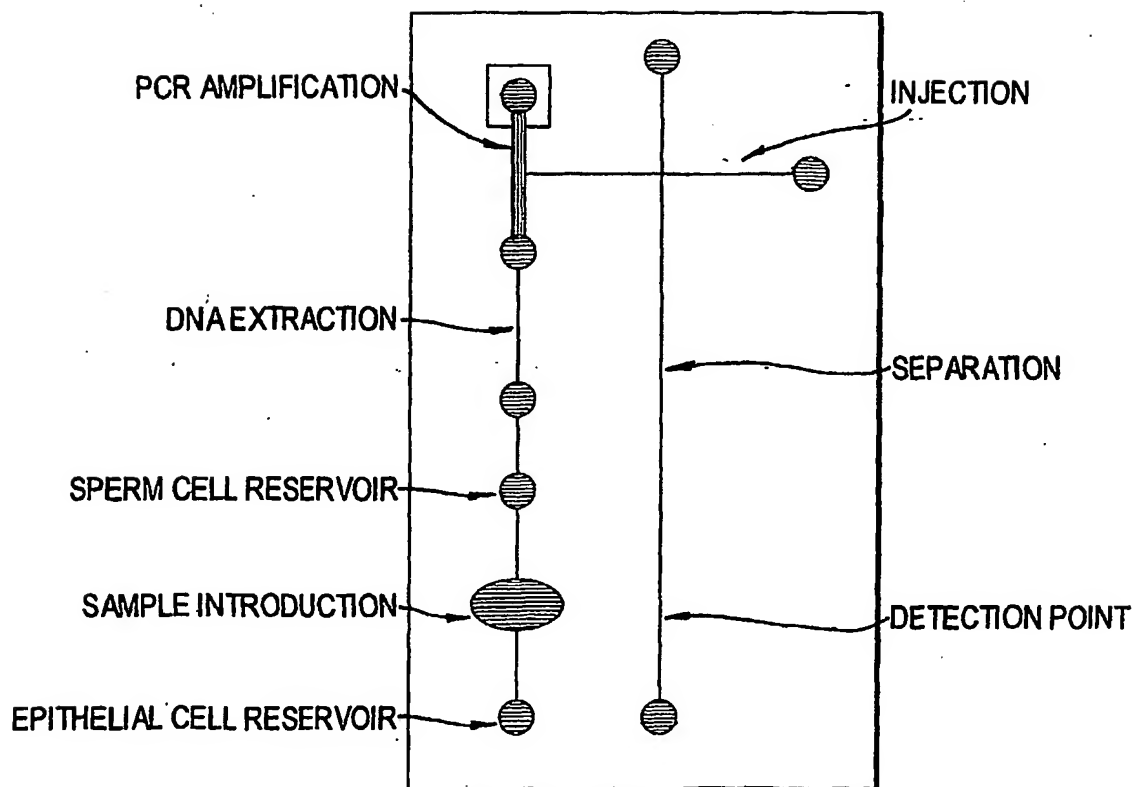 PCR AMPLIFICATION
INJECTION
DNA EXTRACTION
SEPARATION
SPERM CELL RESERVOIR
SAMPLE INTRODUCTION
DETECTION POINT
EPITHELIAL CELL RESERVOIR